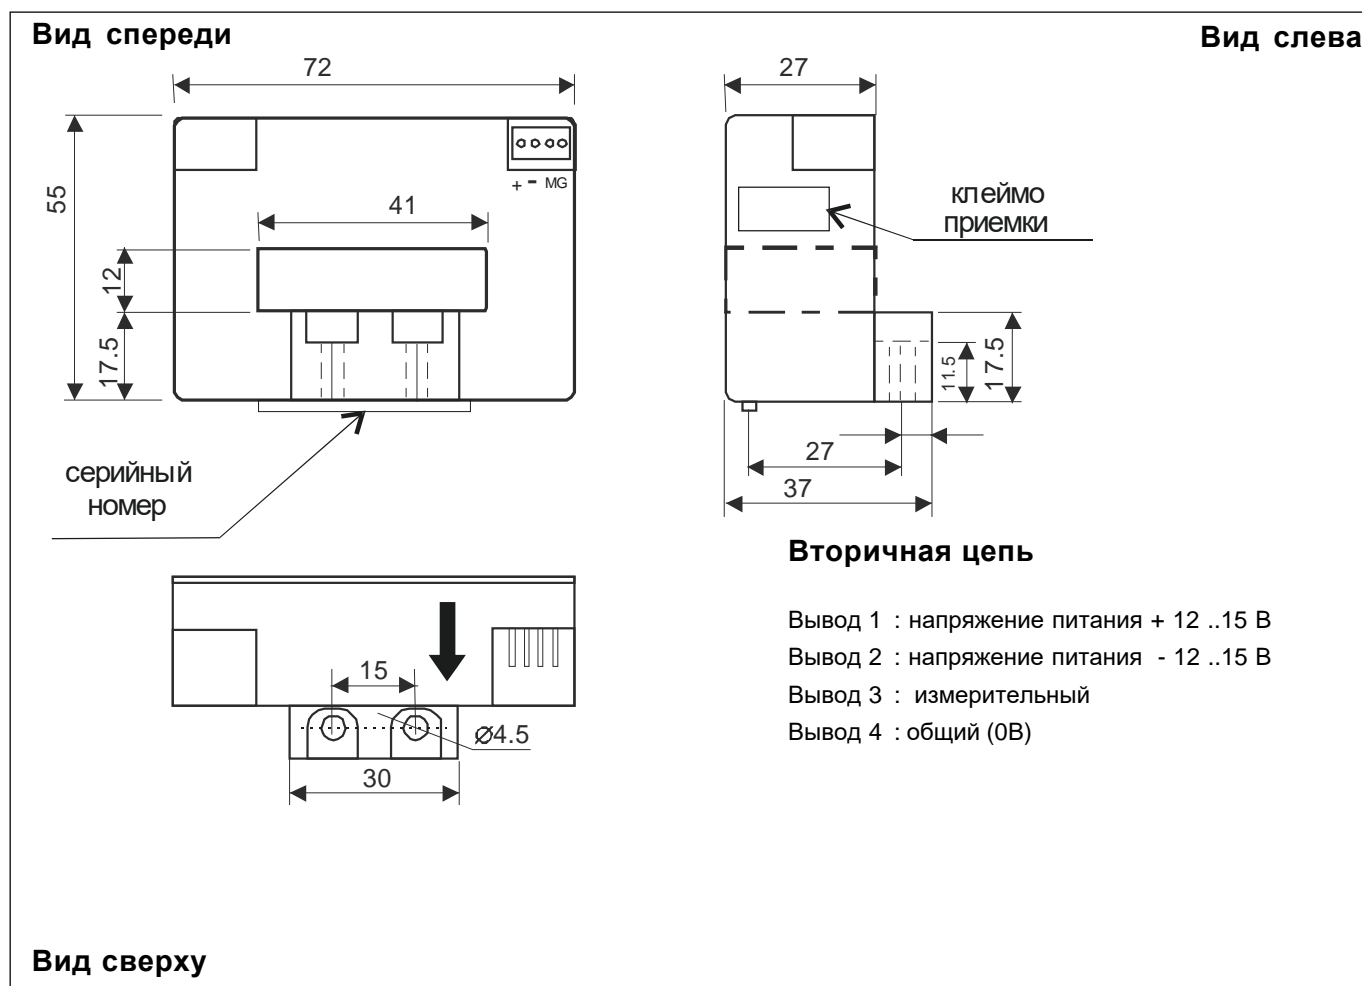 Вид спереди
Вид слева
72
27
55
+ - MG
41
клеймо
приемки
12
17.5
11.5
17.5
27
37
серийный
номер
Вторичная цепь
Вывод 1 : напряжение питания + 12 ..15 В
Вывод 2 : напряжение питания - 12 ..15 В
Вывод 3 : измерительный
Вывод 4 : общий (0В)
15
⌀4.5
30
Вид сверху